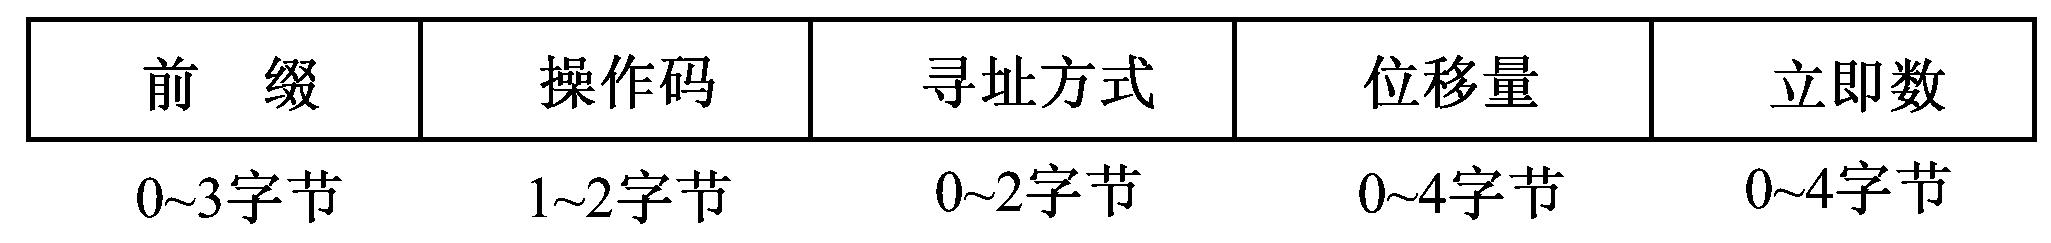 前 缀 操作码 寻址方式 位移量 立即数
0~3字节 1~2字节 0~2字节 0~4字节 0~4字节